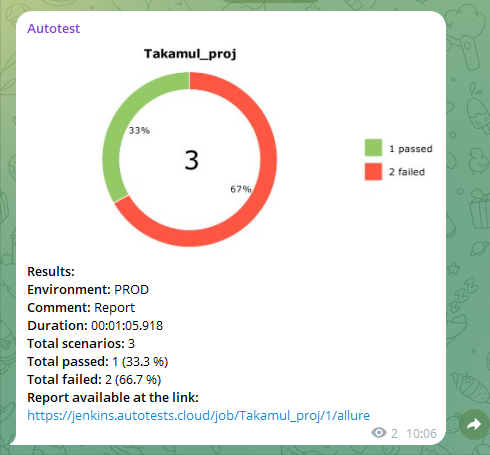 Autotest
Takamul_proj
33%
3
67%
1 passed
2 failed
Results:
Environment: PROD
Comment: Report
Duration: 00:01:05.918
Total scenarios: 3
Total passed: 1 (33.3 %)
Total failed: 2 (66.7 %)
Report available at the link:
https://jenkins.autotests.cloud/job/Takamul_proj/1/allure
2 10:06